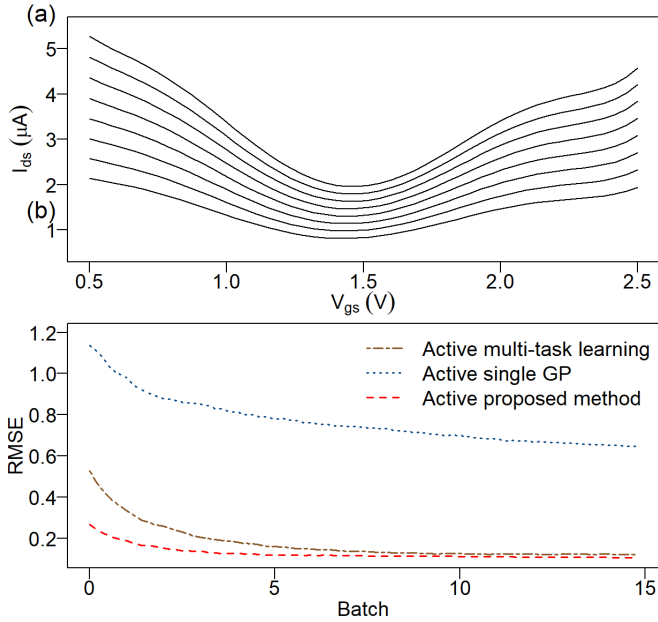 (a)
5
4
3
2
1
I_ds (μA)
0.5 1.0 1.5 2.0 2.5
V_gs (V)
(b)
1.2
1.0
0.8
0.6
0.4
0.2
RMSE
Active multi-task learning
Active single GP
Active proposed method
0 5 10 15
Batch